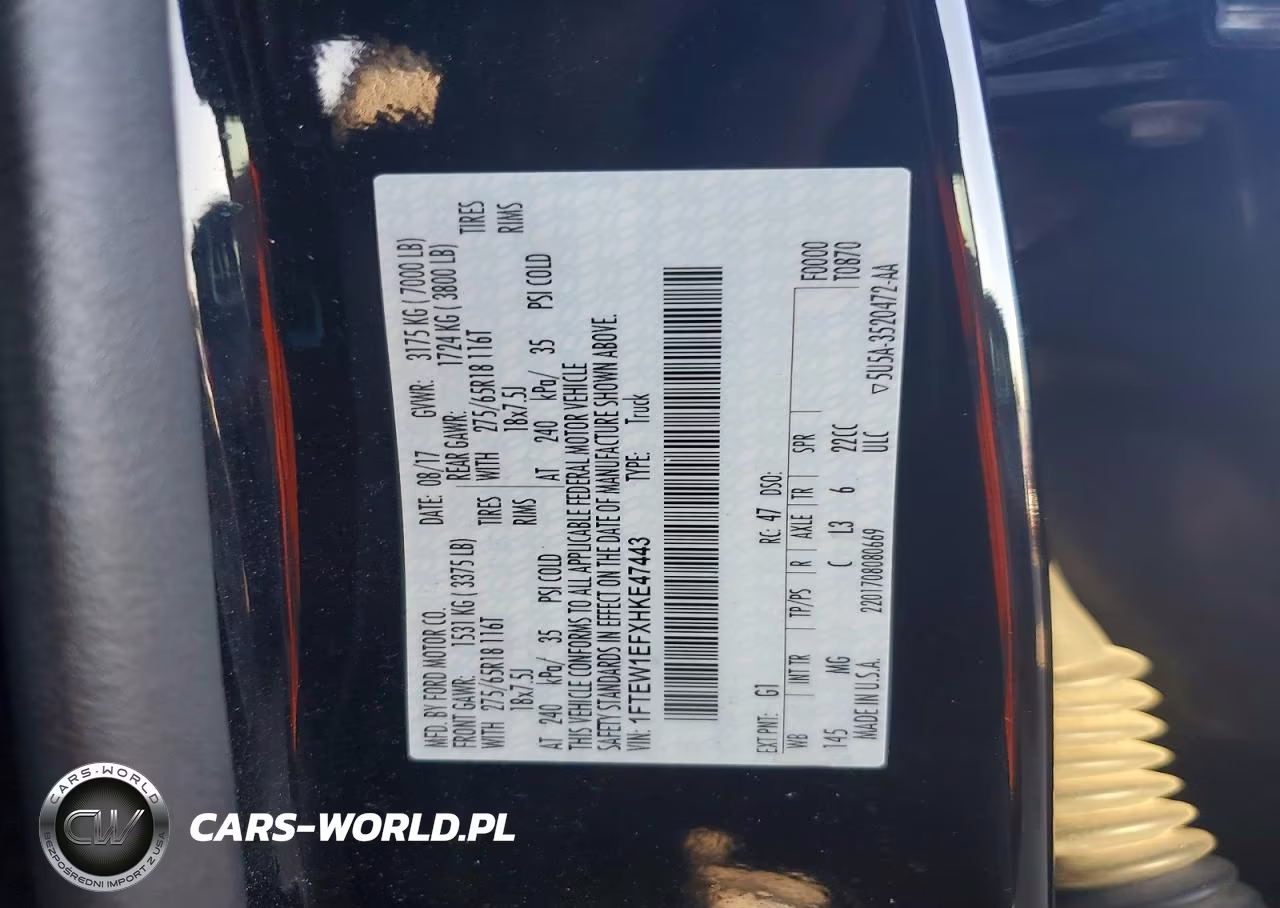 MFD. BY FORD MOTOR CO.
DATE: 08/17 GVWR: 3175 KG ( 7000 LB)
FRONT GAWR: 1531 KG ( 3375 LB)
REAR GAWR: 1724 KG ( 3800 LB)
WITH 275/65R18 116T TIRES
WITH 275/65R18 116T TIRES
18x7.5J RIMS
18x7.5J RIMS
AT 240 kPa/ 35 PSI COLD
AT 240 kPa/ 35 PSI COLD
THIS VEHICLE CONFORMS TO ALL APPLICABLE FEDERAL MOTOR VEHICLE
SAFETY STANDARDS IN EFFECT ON THE DATE OF MANUFACTURE SHOWN ABOVE.
VIN: 1FTEW1EFXHKE47443 TYPE: Truck
EXT PNT: G1 RC: 47 DSO:
WB INT TR TP/PS R AXLE TR SPR F0000
145 MG C L3 6 22CC T0870
MADE IN U.S.A. 2201708080669 ULC ▽5U5A-3520472-AA
CARS-WORLD
CW
BEZPOŚREDNI IMPORT Z USA
CARS-WORLD.PL